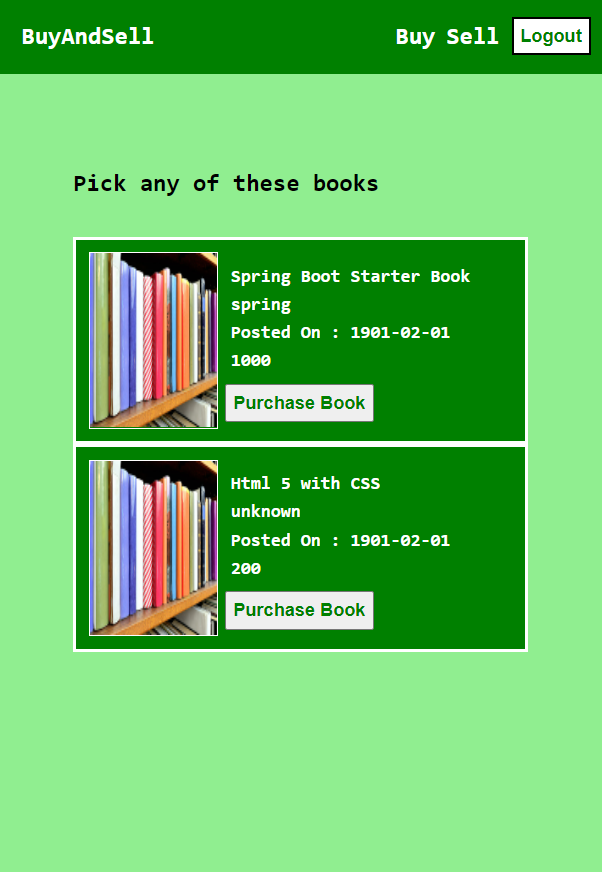 BuyAndSell Buy Sell Logout
Pick any of these books
Spring Boot Starter Book
spring
Posted On : 1901-02-01
1000
Purchase Book
Html 5 with CSS
unknown
Posted On : 1901-02-01
200
Purchase Book